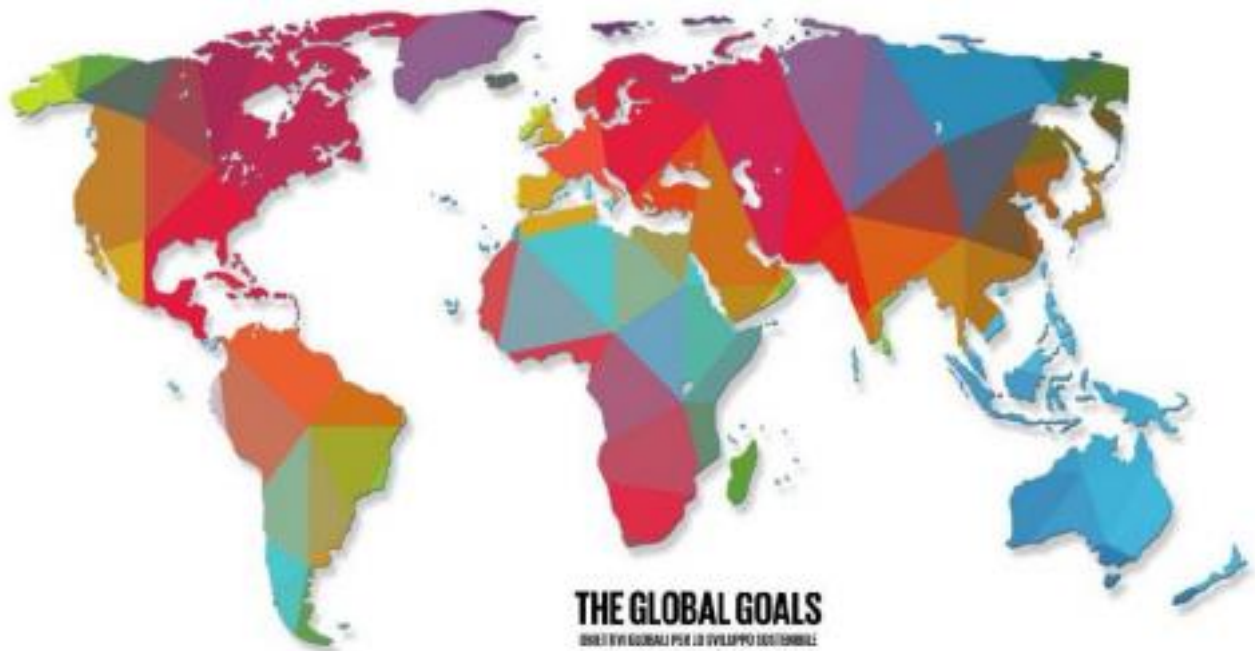 THE GLOBAL GOALS
OBIETTIVI GLOBALI PER LO SVILUPPO SOSTENIBILE